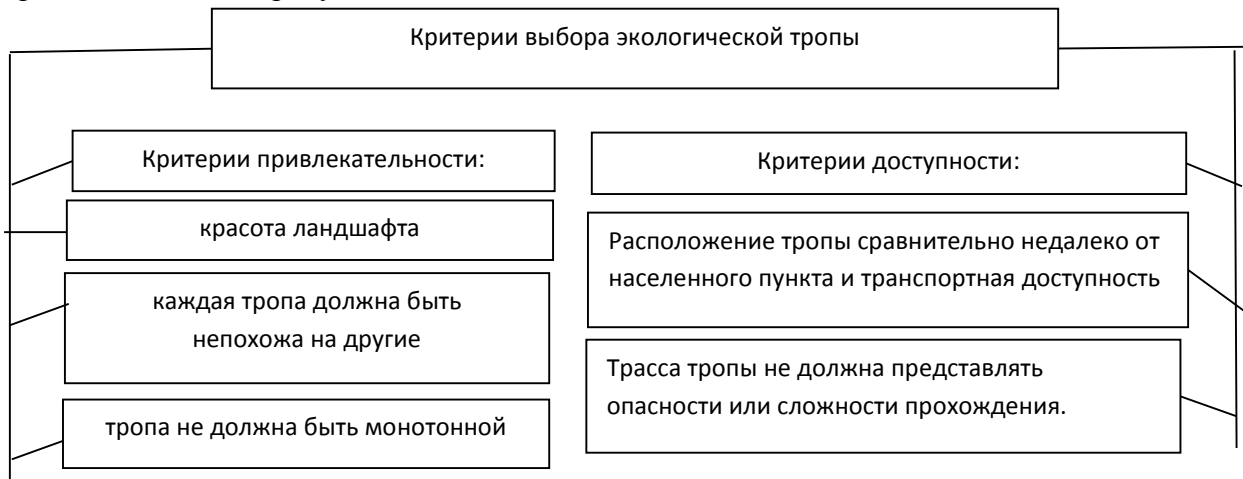 Критерии выбора экологической тропы
Критерии привлекательности:
красота ландшафта
каждая тропа должна быть
непохожа на другие
тропа не должна быть монотонной
Критерии доступности:
Расположение тропы сравнительно недалеко от
населенного пункта и транспортная доступность
Трасса тропы не должна представлять
опасности или сложности прохождения.